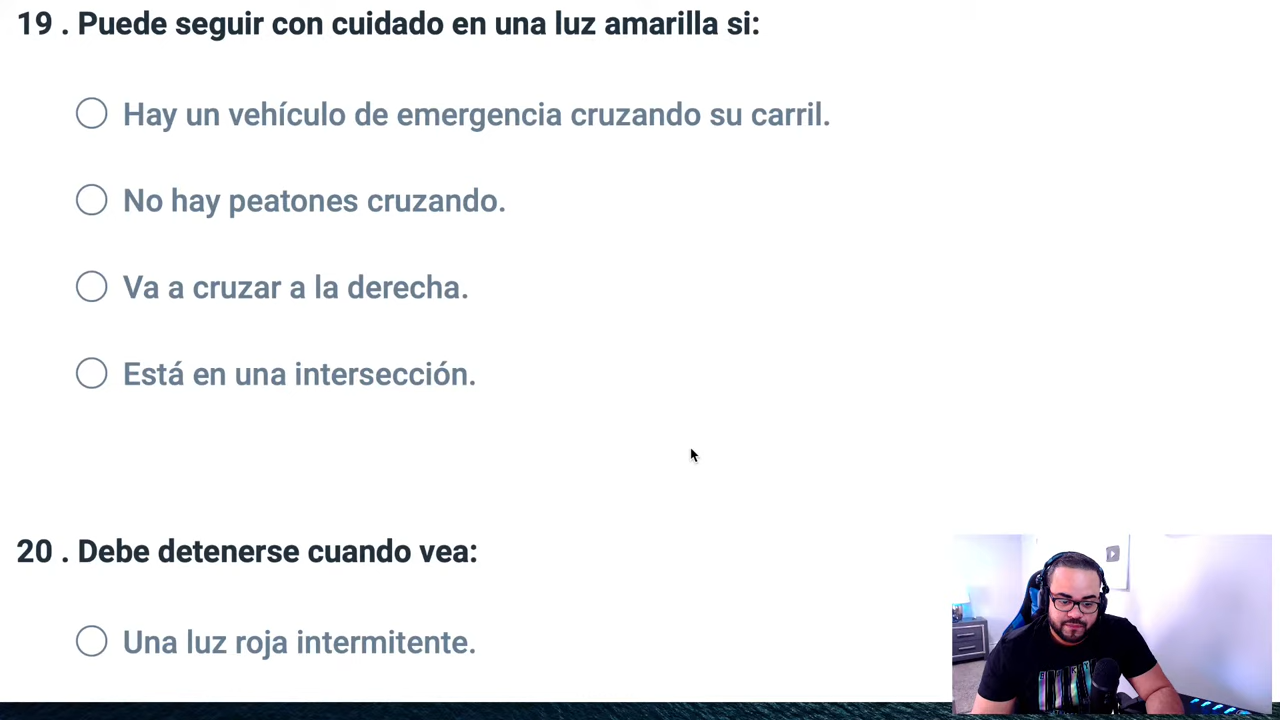 19 . Puede seguir con cuidado en una luz amarilla si:
Hay un vehículo de emergencia cruzando su carril.
No hay peatones cruzando.
Va a cruzar a la derecha.
Está en una intersección.
20 . Debe detenerse cuando vea:
Una luz roja intermitente.